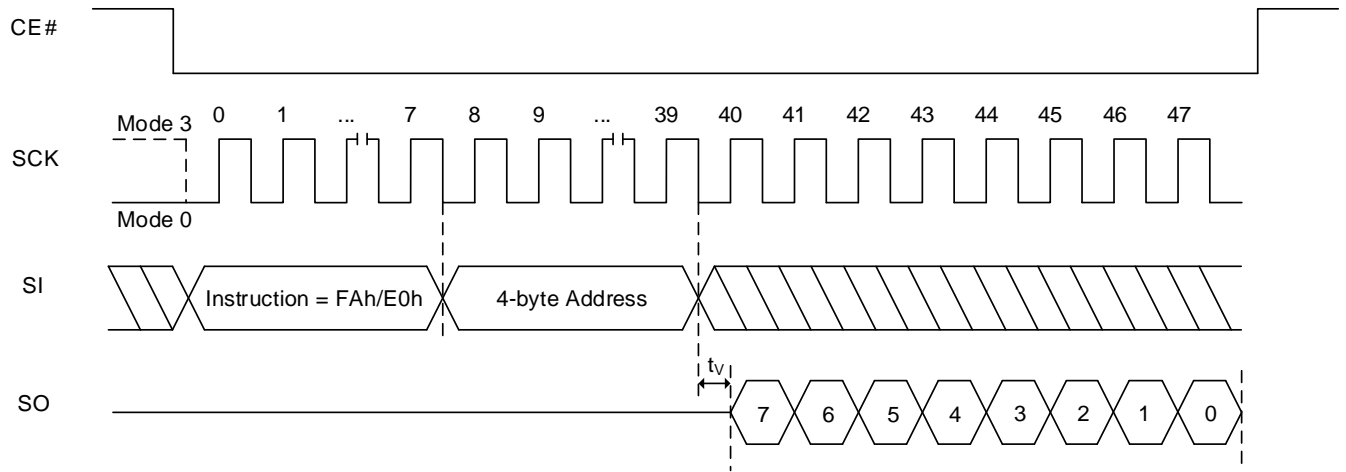 CE#
Mode 3 0 1 ... 7 8 9 ... 39 40 41 42 43 44 45 46 47
SCK
Mode 0
SI
Instruction = FAh/E0h 4-byte Address
tV
SO
7 6 5 4 3 2 1 0